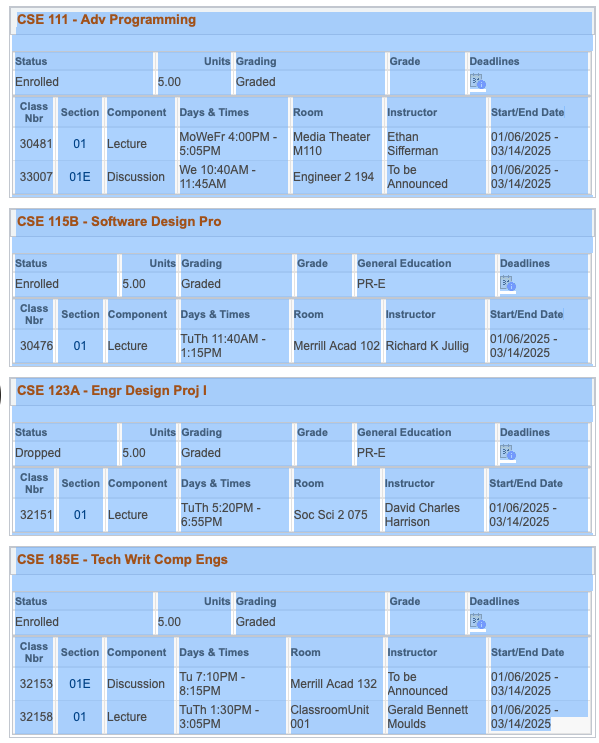 CSE 111 - Adv Programming
Status Units Grading Grade Deadlines
Enrolled 5.00 Graded
Class Nbr Section Component Days & Times Room Instructor Start/End Date
30481 01 Lecture MoWeFr 4:00PM - 5:05PM Media Theater M110 Ethan Sifferman 01/06/2025 - 03/14/2025
33007 01E Discussion We 10:40AM - 11:45AM Engineer 2 194 To be Announced 01/06/2025 - 03/14/2025
CSE 115B - Software Design Pro
Status Units Grading Grade General Education Deadlines
Enrolled 5.00 Graded PR-E
Class Nbr Section Component Days & Times Room Instructor Start/End Date
30476 01 Lecture TuTh 11:40AM - 1:15PM Merrill Acad 102 Richard K Jullig 01/06/2025 - 03/14/2025
CSE 123A - Engr Design Proj I
Status Units Grading Grade General Education Deadlines
Dropped 5.00 Graded PR-E
Class Nbr Section Component Days & Times Room Instructor Start/End Date
32151 01 Lecture TuTh 5:20PM - 6:55PM Soc Sci 2 075 David Charles Harrison 01/06/2025 - 03/14/2025
CSE 185E - Tech Writ Comp Engs
Status Units Grading Grade Deadlines
Enrolled 5.00 Graded
Class Nbr Section Component Days & Times Room Instructor Start/End Date
32153 01E Discussion Tu 7:10PM - 8:15PM Merrill Acad 132 To be Announced 01/06/2025 - 03/14/2025
32158 01 Lecture TuTh 1:30PM - 3:05PM ClassroomUnit 001 Gerald Bennett Moulds 01/06/2025 - 03/14/2025